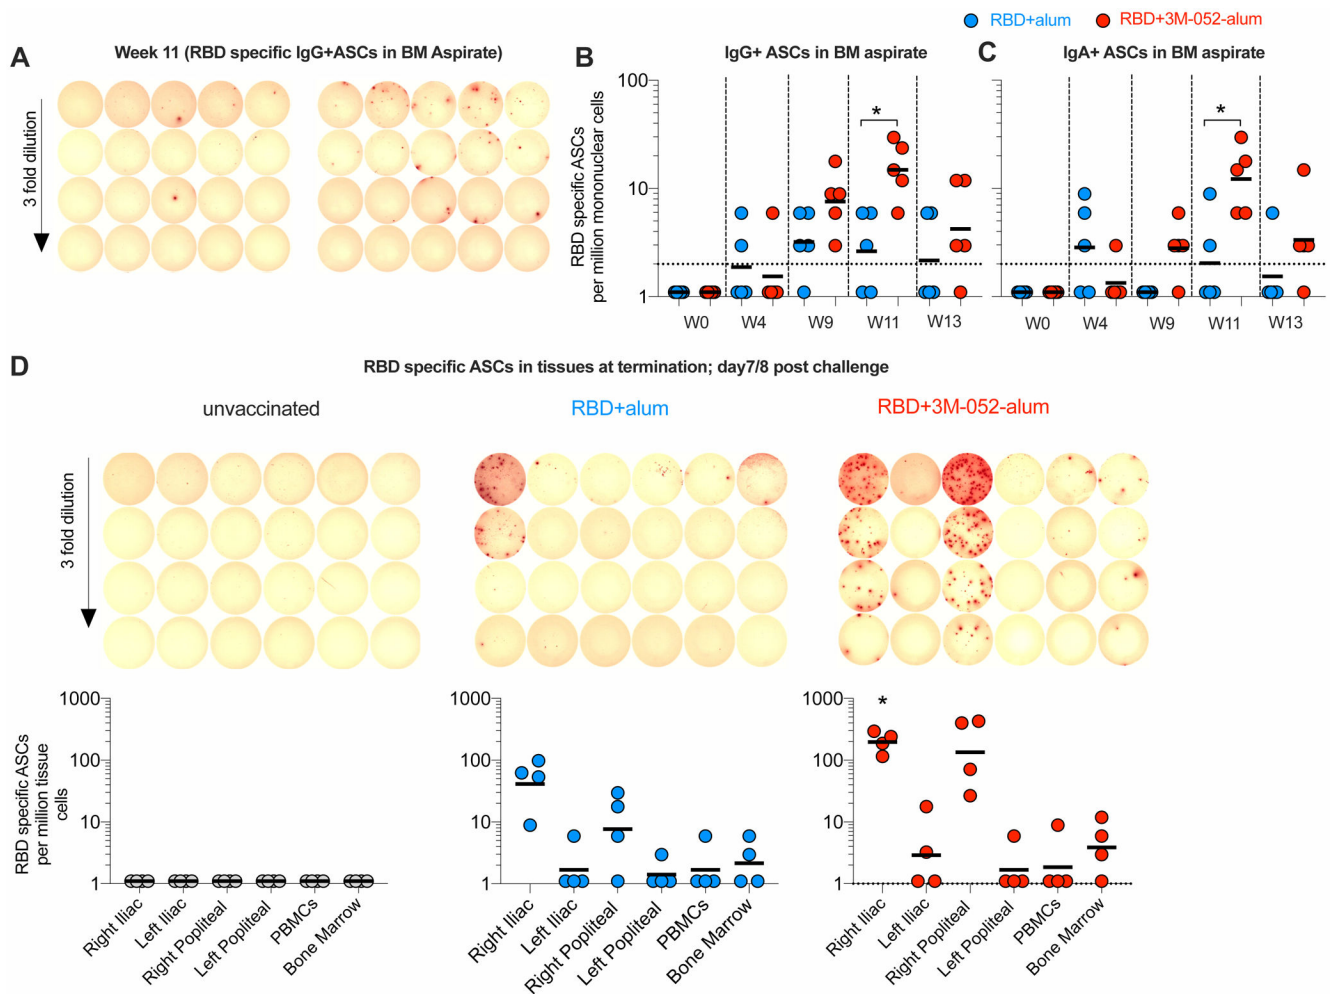 RBD+alum
RBD+3M-052-alum
A
Week 11 (RBD specific IgG+ASCs in BM Aspirate)
3 fold dilution
B
IgG+ ASCs in BM aspirate
RBD specific ASCs
per million mononuclear cells
100
10
1
*
W0
W4
W9
W11
W13
C
IgA+ ASCs in BM aspirate
100
10
1
*
W0
W4
W9
W11
W13
D
RBD specific ASCs in tissues at termination; day7/8 post challenge
unvaccinated
RBD+alum
RBD+3M-052-alum
3 fold dilution
RBD specific ASCs
per million tissue
cells
1000
100
10
1
Right Iliac
Left Iliac
Right Popliteal
Left Popliteal
PBMCs
Bone Marrow
1000
100
10
1
Right Iliac
Left Iliac
Right Popliteal
Left Popliteal
PBMCs
Bone Marrow
1000
100
10
1
*
Right Iliac
Left Iliac
Right Popliteal
Left Popliteal
PBMCs
Bone Marrow